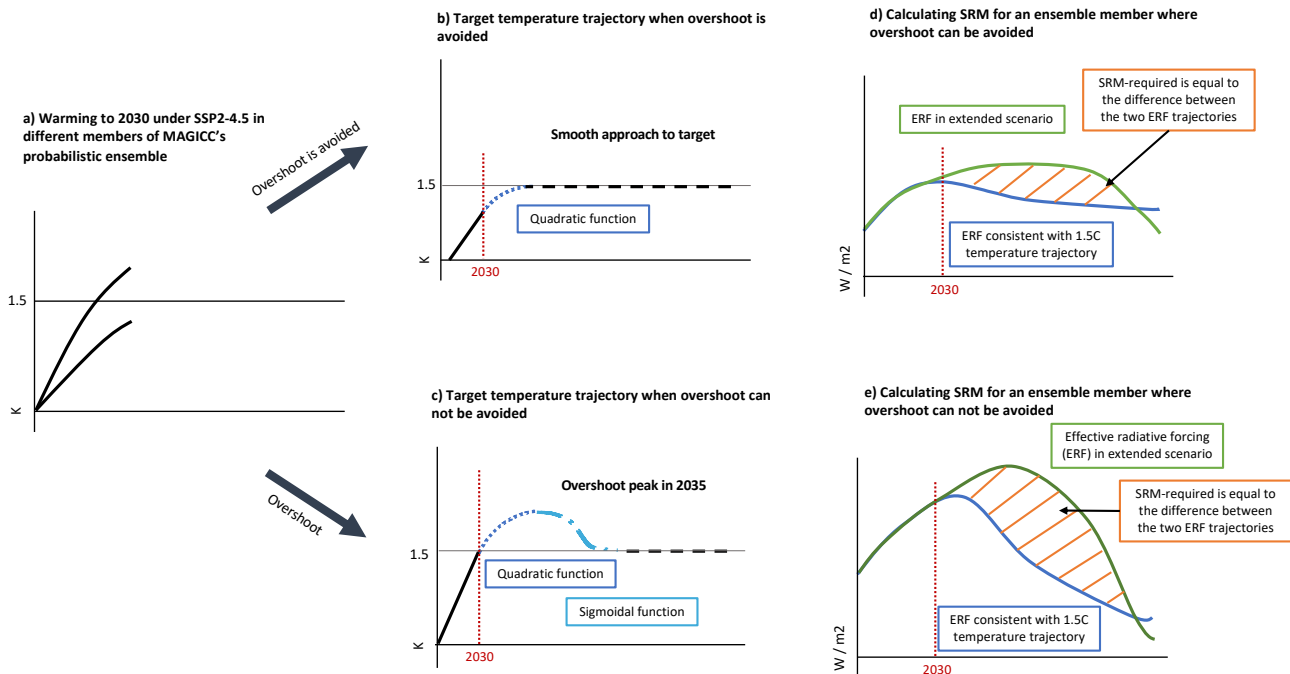 a) Warming to 2030 under SSP2-4.5 in
different members of MAGICC's
probabilistic ensemble
1.5
K
Overshoot is avoided
Overshoot
b) Target temperature trajectory when overshoot is
avoided
Smooth approach to target
1.5
Quadratic function
K
2030
c) Target temperature trajectory when overshoot can
not be avoided
Overshoot peak in 2035
1.5
Quadratic function
Sigmoidal function
K
2030
d) Calculating SRM for an ensemble member where
overshoot can be avoided
SRM-required is equal to
the difference between
the two ERF trajectories
ERF in extended scenario
ERF consistent with 1.5C
temperature trajectory
W / m2
2030
e) Calculating SRM for an ensemble member where
overshoot can not be avoided
Effective radiative forcing
(ERF) in extended scenario
SRM-required is equal to
the difference between
the two ERF trajectories
ERF consistent with 1.5C
temperature trajectory
W / m2
2030